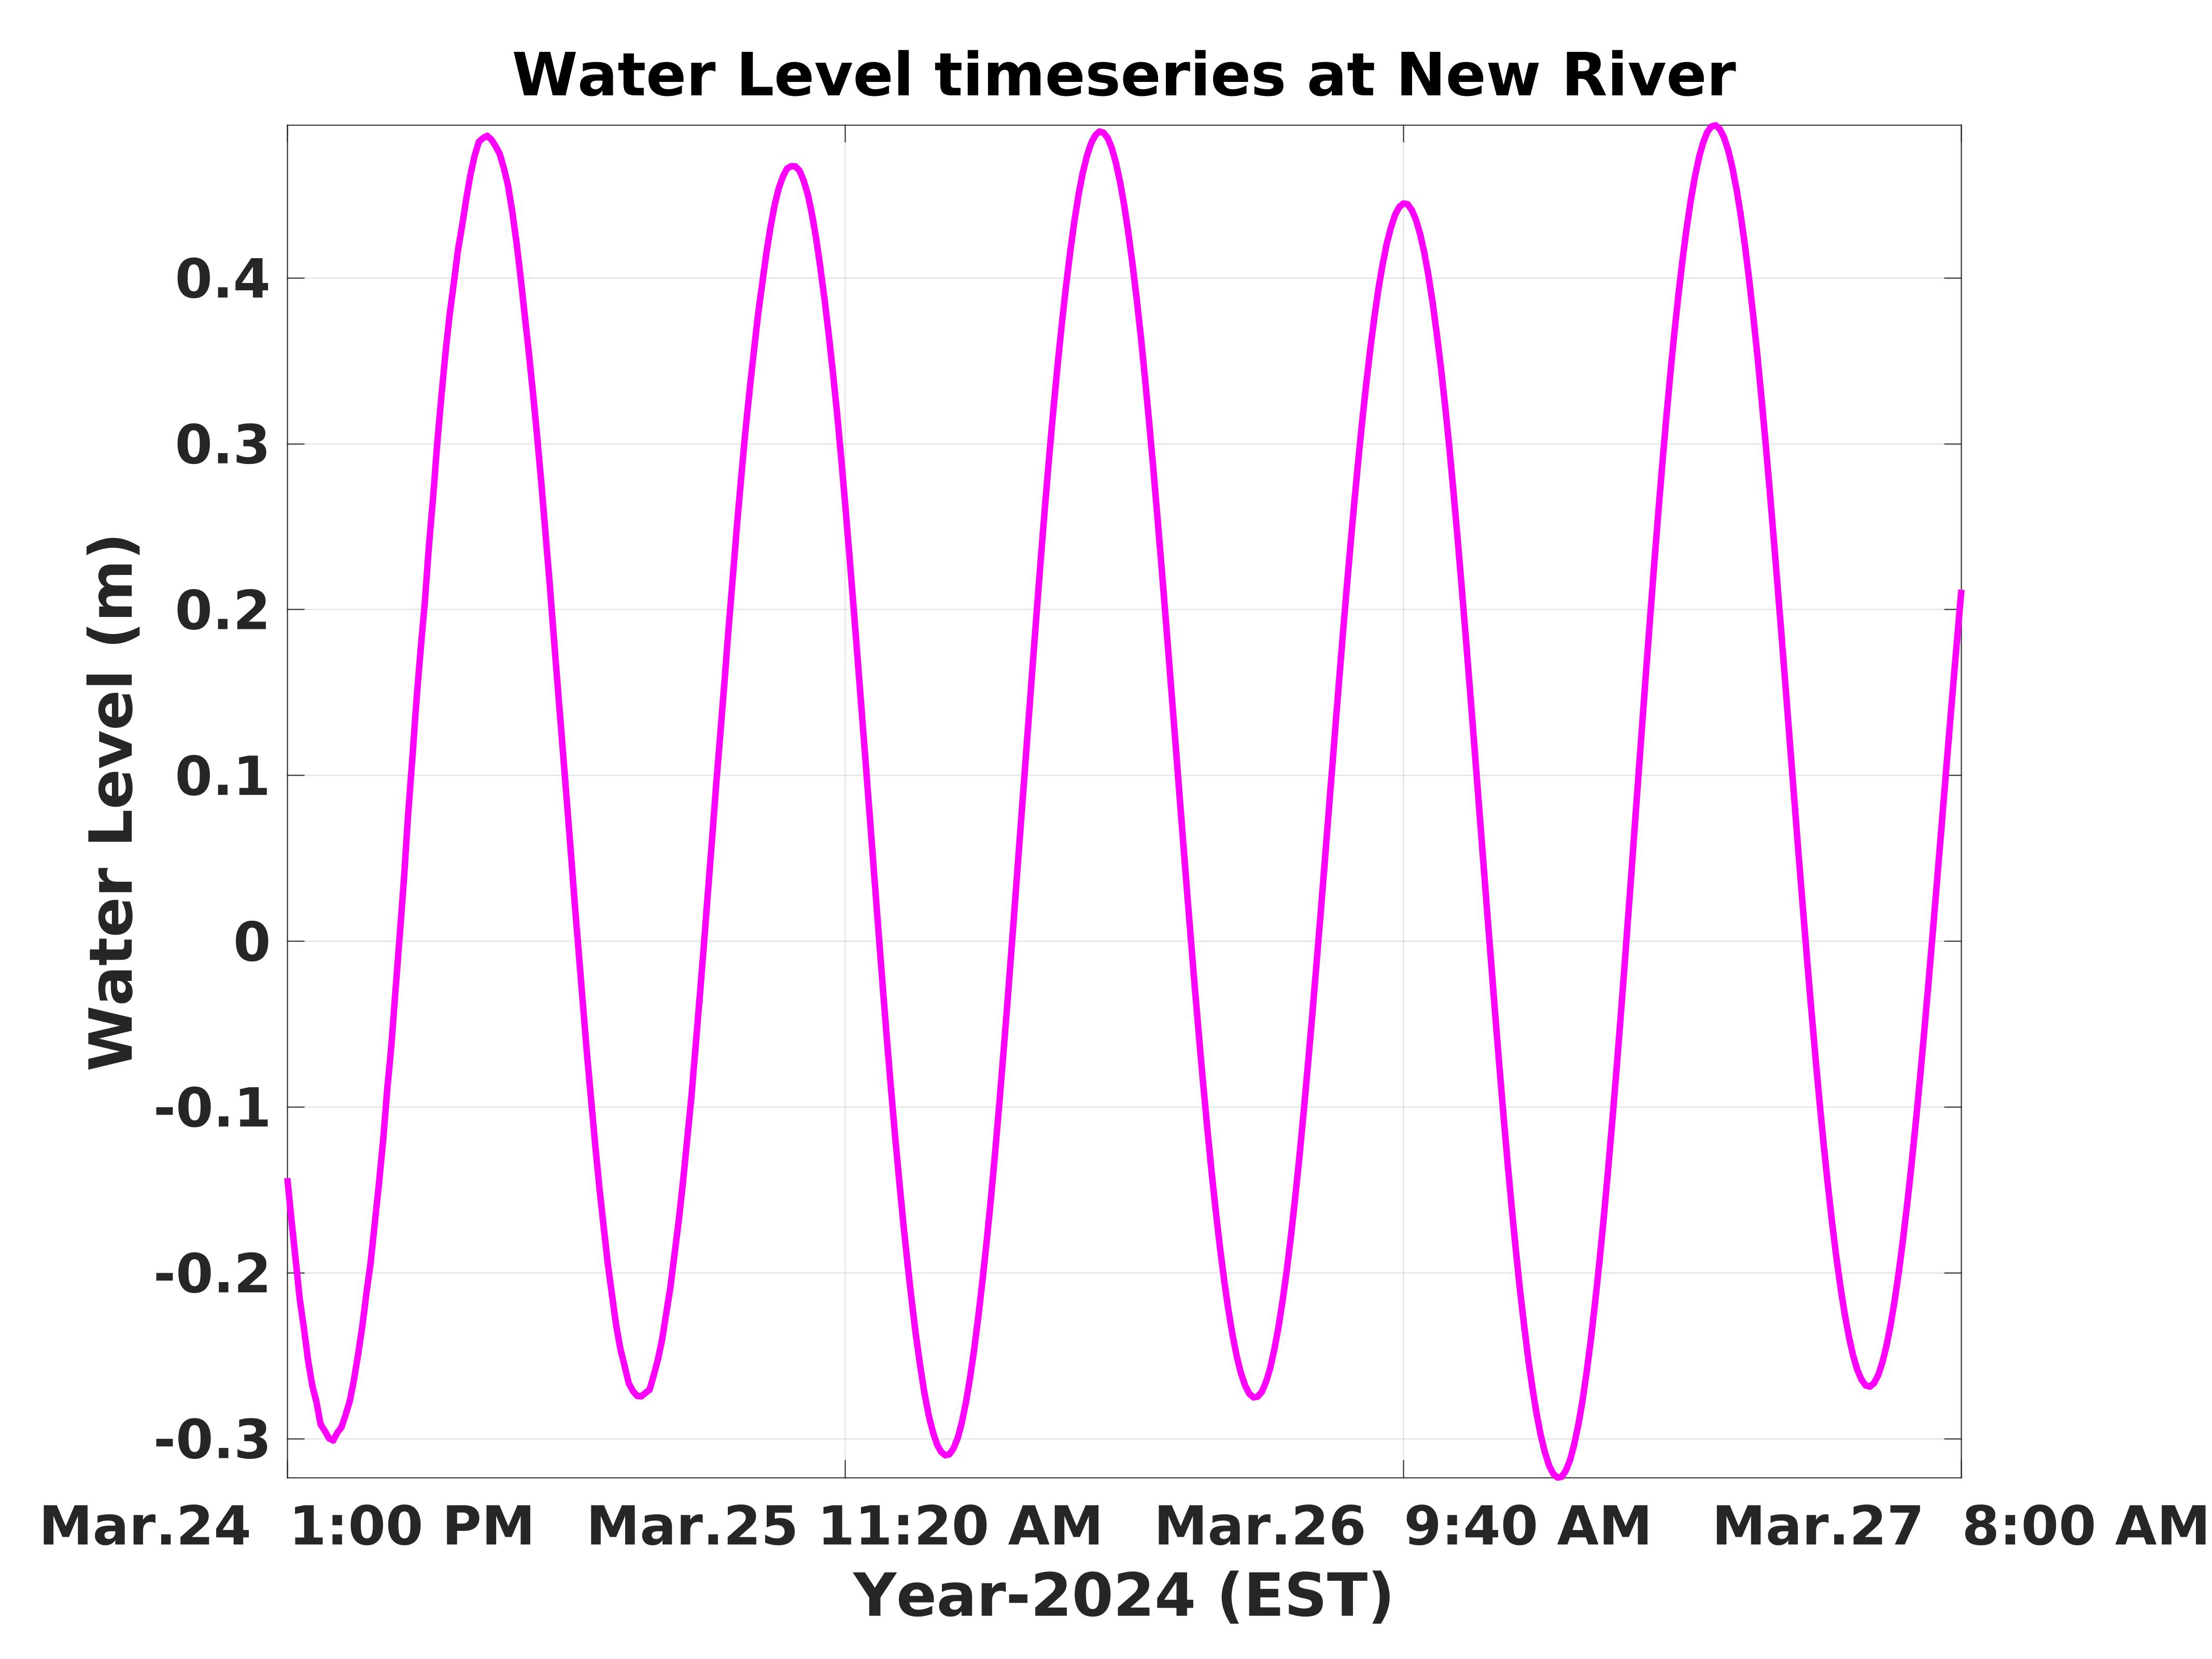 Water Level timeseries at New River
Water Level (m)
0.4
0.3
0.2
0.1
0
-0.1
-0.2
-0.3
Mar.24 1:00 PM Mar.25 11:20 AM Mar.26 9:40 AM Mar.27 8:00 AM
Year-2024 (EST)